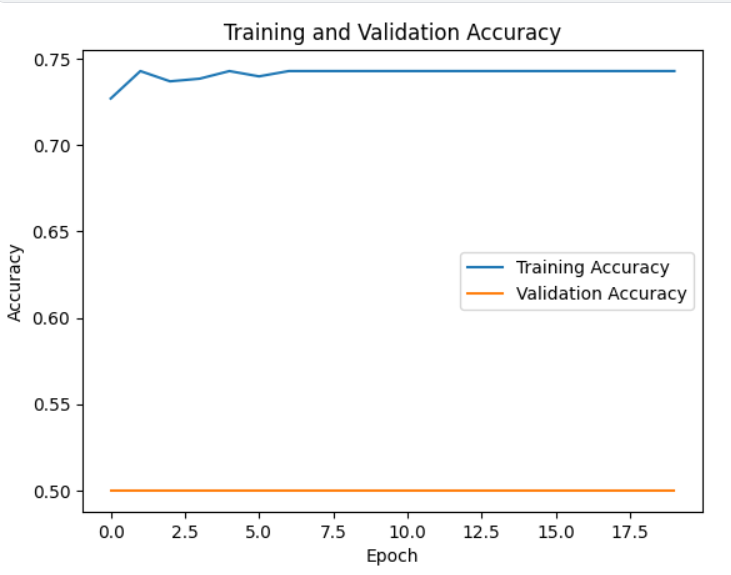 Training and Validation Accuracy
0.75
0.70
0.65
0.60
0.55
0.50
Accuracy
Training Accuracy
Validation Accuracy
0.0 2.5 5.0 7.5 10.0 12.5 15.0 17.5
Epoch